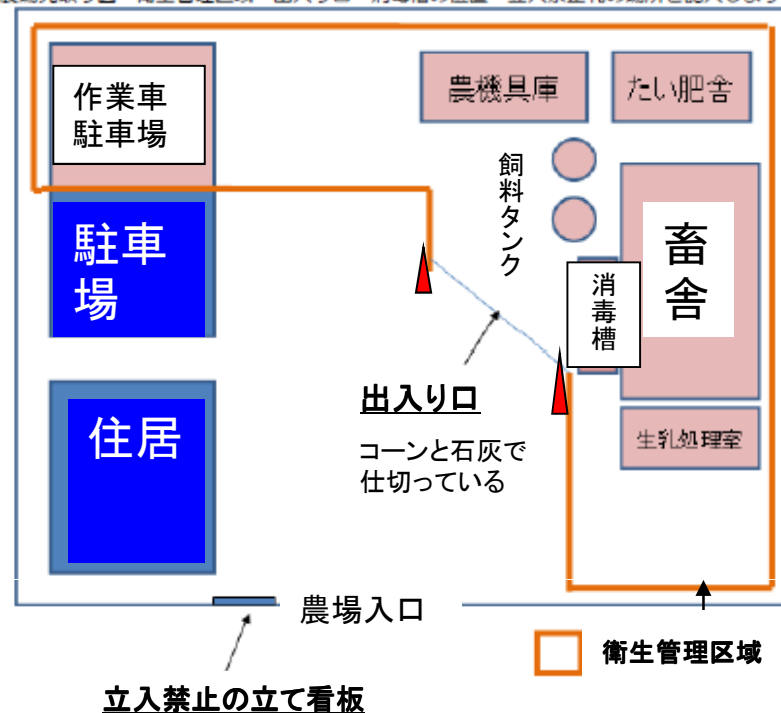 作業車
駐車場
農機具庫
たい肥舎
飼料タンク
駐車
場
消毒槽
畜舎
出入り口
コーンと石灰で
仕切っている
住居
生乳処理室
農場入口
衛生管理区域
立入禁止の立て看板